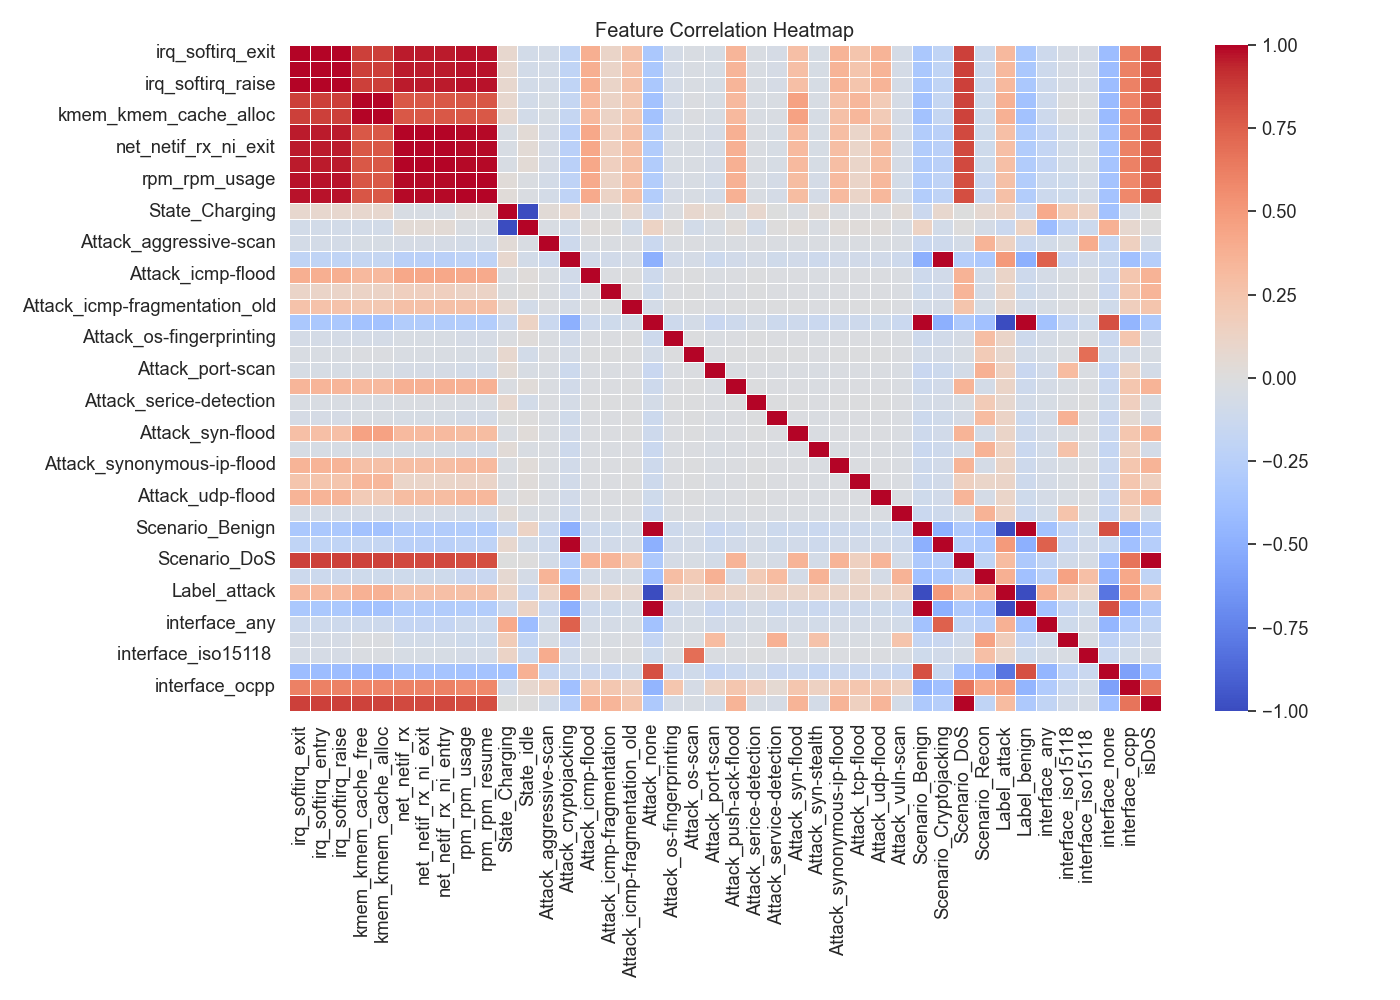 Feature Correlation Heatmap
irq_softirq_exit
irq_softirq_raise
kmem_kmem_cache_alloc
net_netif_rx_ni_exit
rpm_rpm_usage
State_Charging
Attack_aggressive-scan
Attack_icmp-flood
Attack_icmp-fragmentation_old
Attack_os-fingerprinting
Attack_port-scan
Attack_serice-detection
Attack_syn-flood
Attack_synonymous-ip-flood
Attack_udp-flood
Scenario_Benign
Scenario_DoS
Label_attack
interface_any
interface_iso15118
interface_ocpp
irq_softirq_exit
irq_softirq_entry
irq_softirq_raise
kmem_kmem_cache_free
kmem_kmem_cache_alloc
net_netif_rx
net_netif_rx_ni_exit
net_netif_rx_ni_entry
rpm_rpm_usage
rpm_rpm_resume
State_Charging
State_idle
Attack_aggressive-scan
Attack_cryptojacking
Attack_icmp-flood
Attack_icmp-fragmentation
Attack_icmp-fragmentation_old
Attack_none
Attack_os-fingerprinting
Attack_os-scan
Attack_port-scan
Attack_push-ack-flood
Attack_serice-detection
Attack_service-detection
Attack_syn-flood
Attack_syn-stealth
Attack_synonymous-ip-flood
Attack_tcp-flood
Attack_udp-flood
Attack_vuln-scan
Scenario_Benign
Scenario_Cryptojacking
Scenario_DoS
Scenario_Recon
Label_attack
Label_benign
interface_any
interface_iso15118
interface_iso15118
interface_none
interface_ocpp
isDoS
1.00
0.75
0.50
0.25
0.00
−0.25
−0.50
−0.75
−1.00